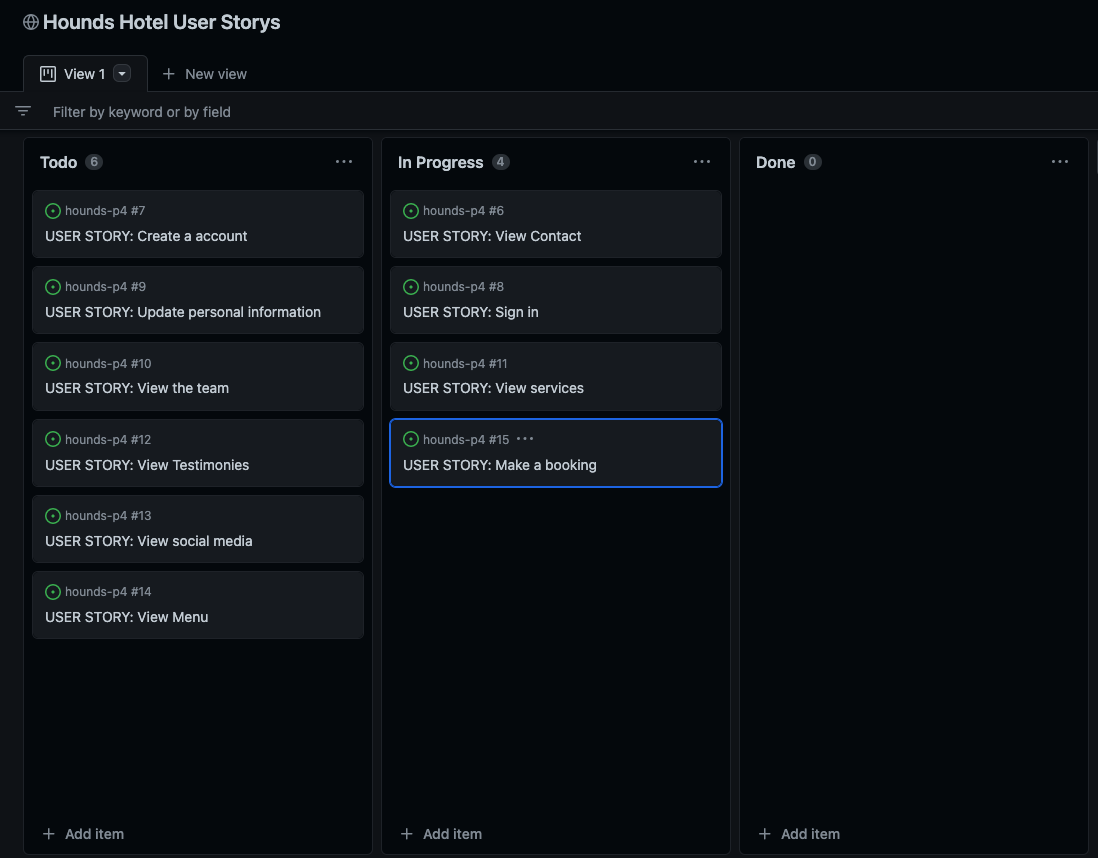 Hounds Hotel User Storys
View 1
New view
Filter by keyword or by field
Todo 6
hounds-p4 #7
USER STORY: Create a account
hounds-p4 #9
USER STORY: Update personal information
hounds-p4 #10
USER STORY: View the team
hounds-p4 #12
USER STORY: View Testimonies
hounds-p4 #13
USER STORY: View social media
hounds-p4 #14
USER STORY: View Menu
Add item
In Progress 4
hounds-p4 #6
USER STORY: View Contact
hounds-p4 #8
USER STORY: Sign in
hounds-p4 #11
USER STORY: View services
hounds-p4 #15
USER STORY: Make a booking
Add item
Done 0
Add item